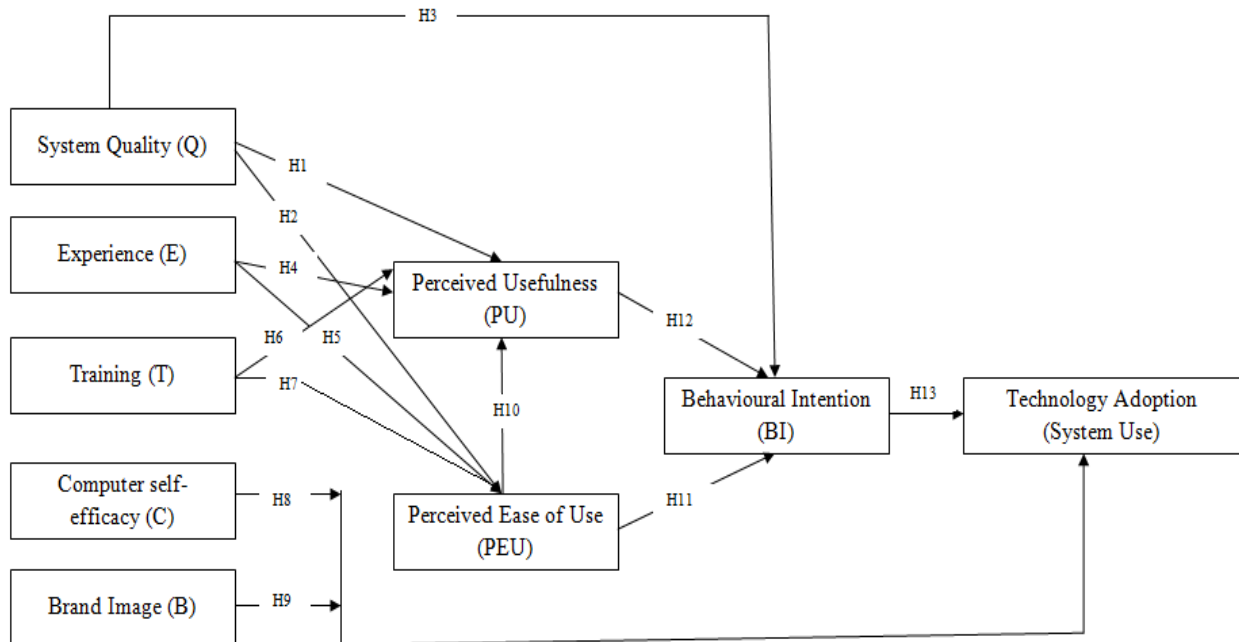 H3
System Quality (Q)
H1
H2
Experience (E)
H4
Perceived Usefulness
(PU)
H12
H6
H5
Training (T)
H7
H10
Behavioural Intention
(BI)
H13
Technology Adoption
(System Use)
Computer self-
efficacy (C)
H8
Perceived Ease of Use
(PEU)
H11
Brand Image (B)
H9